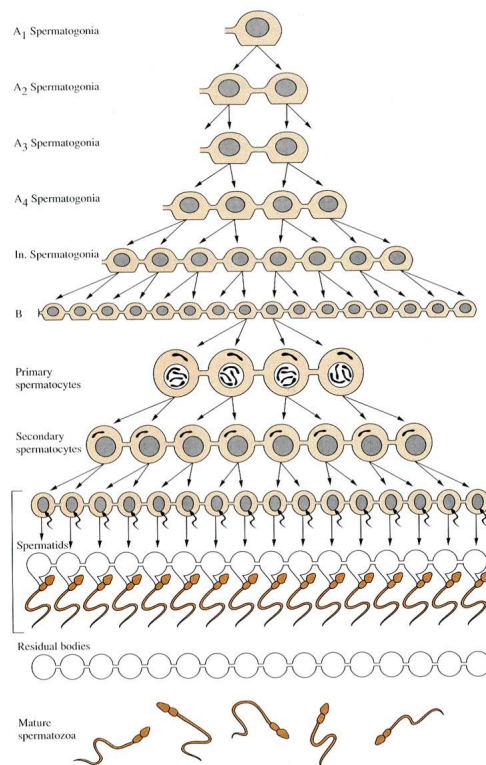 A1 Spermatogonia
A2 Spermatogonia
A3 Spermatogonia
A4 Spermatogonia
In. Spermatogonia
B
Primary
spermatocytes
Secondary
spermatocytes
Spermatids
Residual bodies
Mature
spermatozoa